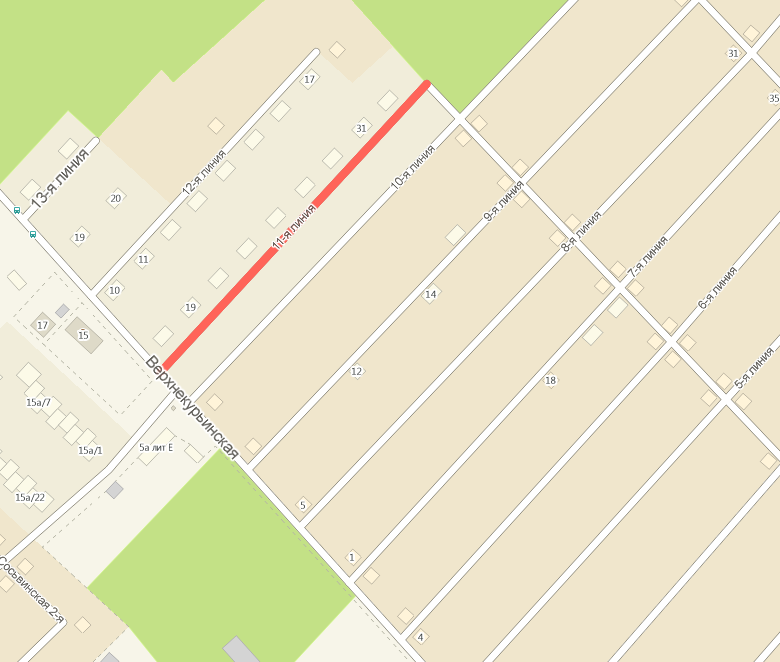 31
35
17
31
13-я линия
12-я линия
10-я линия
20
9-я линия
11-я линия
8-я линия
7-я линия
6-я линия
19
11
10
19
14
17
15
12
18
5-я линия
Верхнекурьинская
15а/7
15а/1
5а лит Е
15а/22
5
1
4
Сосьвинская 2-я